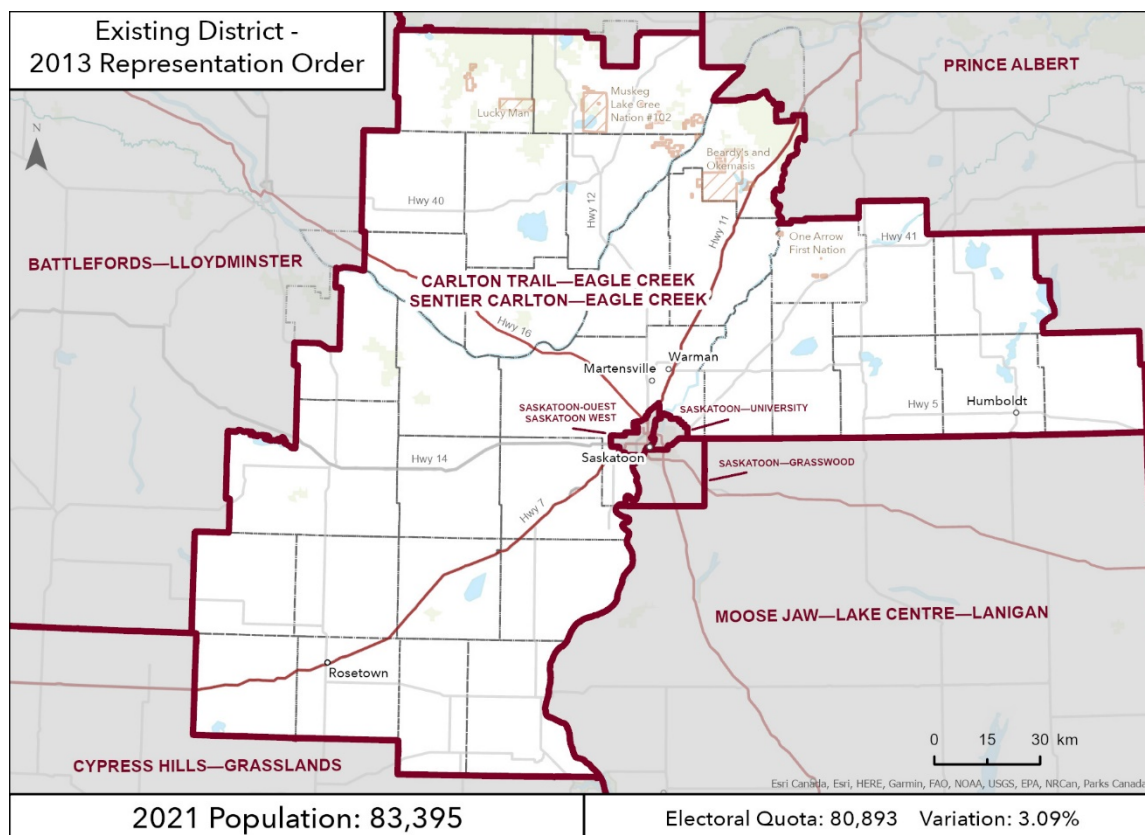 Existing District -
2013 Representation Order
PRINCE ALBERT
N
Lucky Man
Muskeg
Lake Cree
Nation #102
Beardy's and
Okemasis
Hwy 40
Hwy 12
Hwy 11
One Arrow
First Nation
Hwy 41
BATTLEFORDS—LLOYDMINSTER
CARLTON TRAIL—EAGLE CREEK
SENTIER CARLTON—EAGLE CREEK
Hwy 16
Warman
Martensville
SASKATOON-OUEST
SASKATOON WEST
SASKATOON—UNIVERSITY
Hwy 5
Humboldt
Hwy 14
Saskatoon
SASKATOON—GRASSWOOD
Hwy 7
MOOSE JAW—LAKE CENTRE—LANIGAN
Rosetown
CYPRESS HILLS—GRASSLANDS
0 15 30 km
Esri Canada, Esri, HERE, Garmin, FAO, NOAA, USGS, EPA, NRCan, Parks Canada
2021 Population: 83,395
Electoral Quota: 80,893 Variation: 3.09%